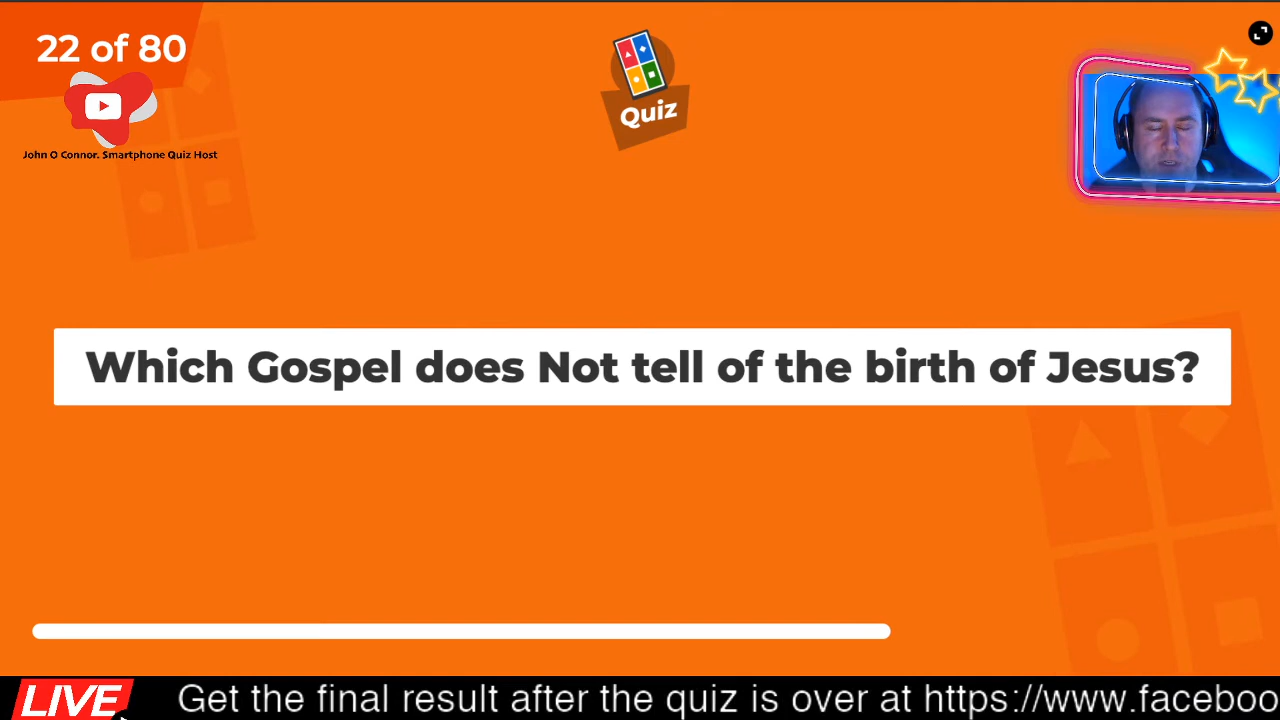 22 of 80
John O Connor. Smartphone Quiz Host
Quiz
Which Gospel does Not tell of the birth of Jesus?
LIVE
Get the final result after the quiz is over at https://www.faceboo